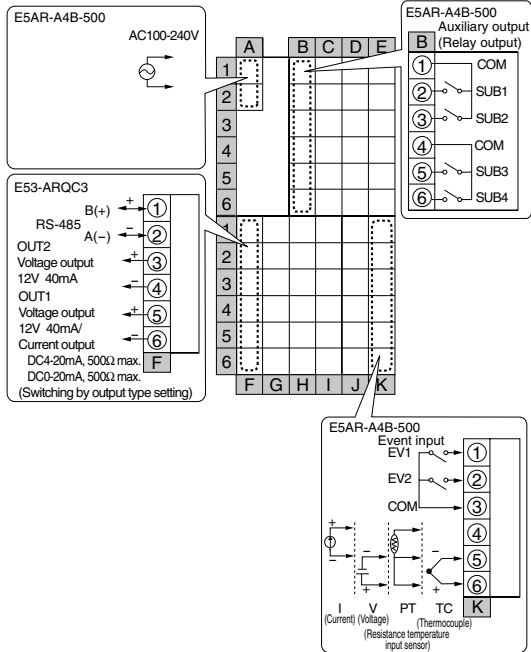 E5AR-A4B-500
AC100-240V
A B C D E
1
2
3
4
5
6
1
2
3
4
5
6
F G H I J K
E5AR-A4B-500
Auxiliary output
(Relay output)
B
1 COM
2 SUB1
3 SUB2
4 COM
5 SUB3
6 SUB4
E53-ARQC3
B(+) + 1
RS-485
A(−) − 2
OUT2
Voltage output + 3
12V 40mA − 4
OUT1
Voltage output + 5
12V 40mA/
Current output − 6
DC4-20mA, 500Ω max. F
DC0-20mA, 500Ω max.
(Switching by output type setting)
E5AR-A4B-500
Event input
EV1 1
EV2 2
COM 3
4
5
6
+ −
− +
− +
I V PT TC K
(Current) (Voltage) (Thermocouple)
(Resistance temperature
input sensor)